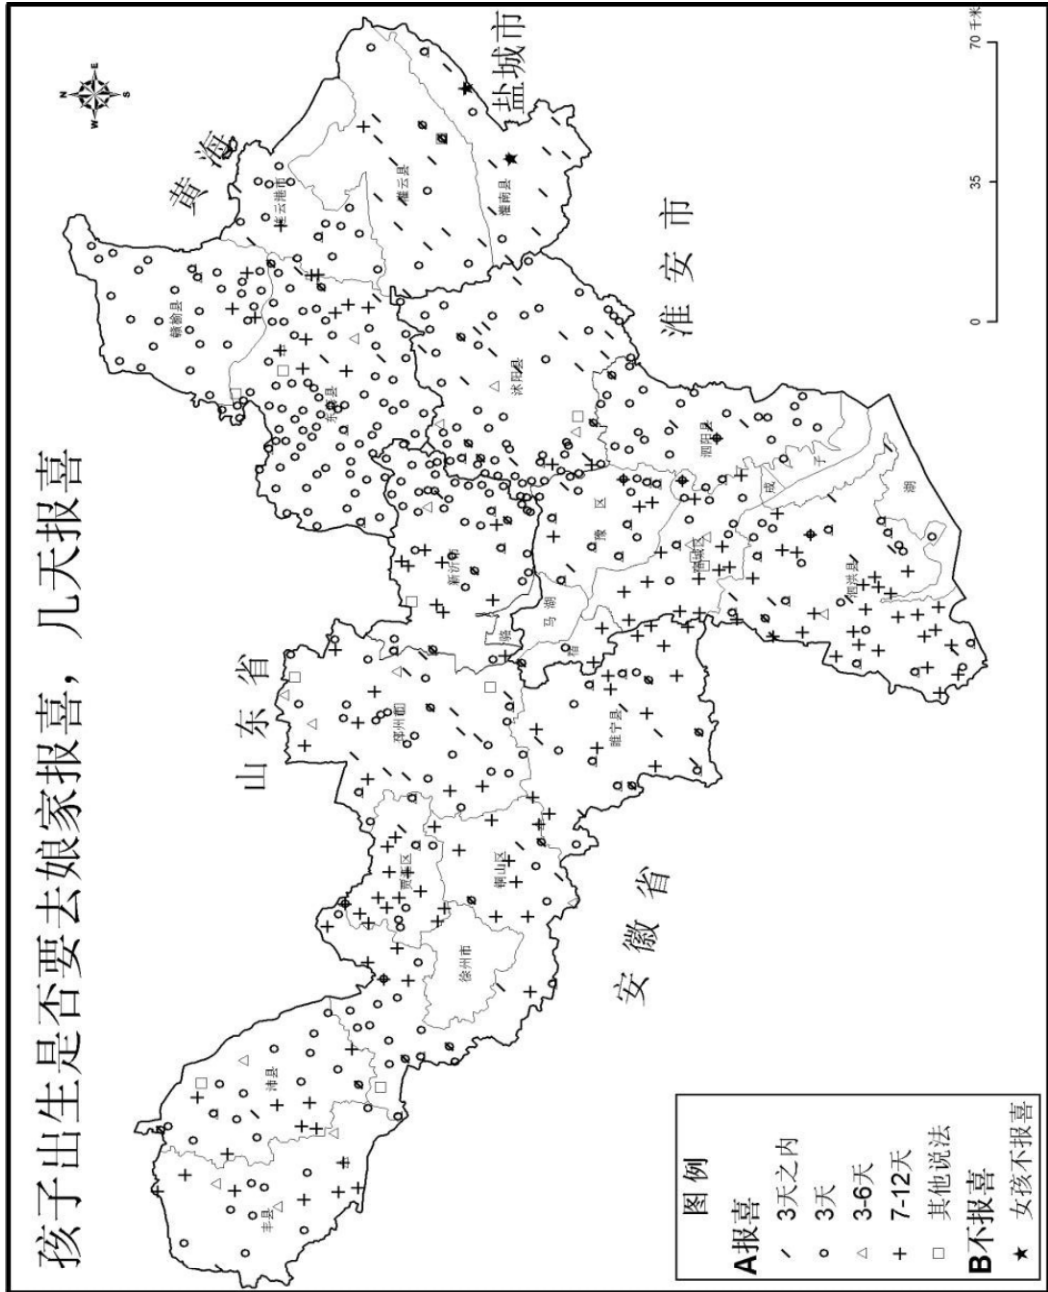 孩子出生是否要去娘家报喜，几天报喜
N
E
S
W
黄海
山东省
安徽省
淮安市
盐城市
赣榆县
连云港市
东海县
灌云县
灌南县
沭阳县
新沂市
邳州市
贾汪区
铜山区
徐州市
沛县
丰县
睢宁县
骆
马湖
宿
豫
区
宿城区
泗阳县
泗洪县
成
子
湖
图例
A报喜
3天之内
3天
3-6天
7-12天
其他说法
B不报喜
女孩不报喜
0
35
70 千米